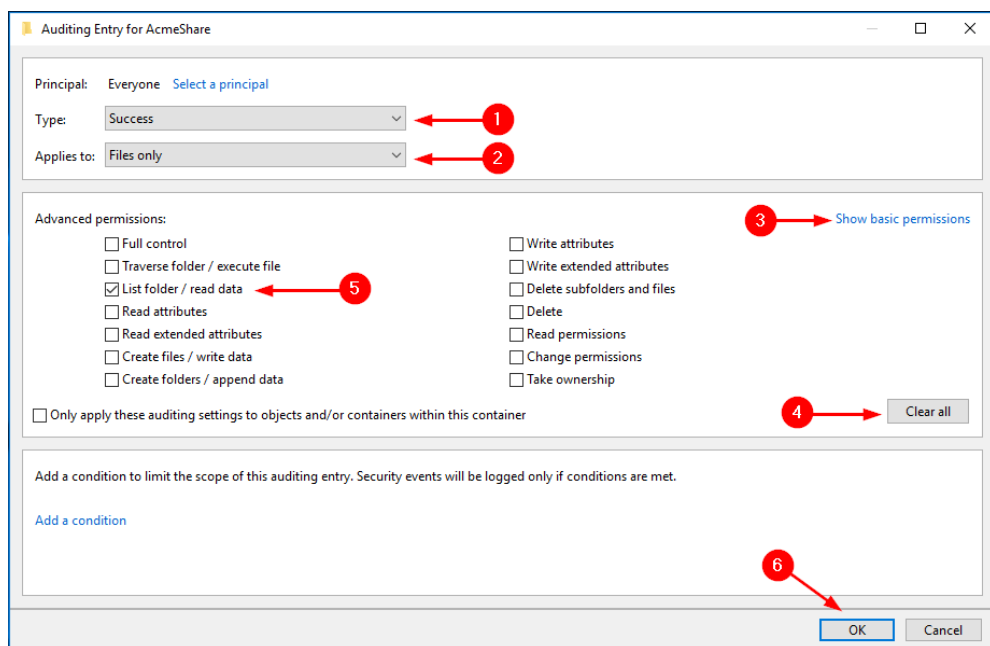 Auditing Entry for AcmeShare
Principal: Everyone Select a principal
Type: Success 1
Applies to: Files only 2
Advanced permissions: 3 Show basic permissions
Full control Write attributes
Traverse folder / execute file Write extended attributes
List folder / read data 5 Delete subfolders and files
Read attributes Delete
Read extended attributes Read permissions
Create files / write data Change permissions
Create folders / append data Take ownership
Only apply these auditing settings to objects and/or containers within this container 4 Clear all
Add a condition to limit the scope of this auditing entry. Security events will be logged only if conditions are met.
Add a condition
6
OK Cancel